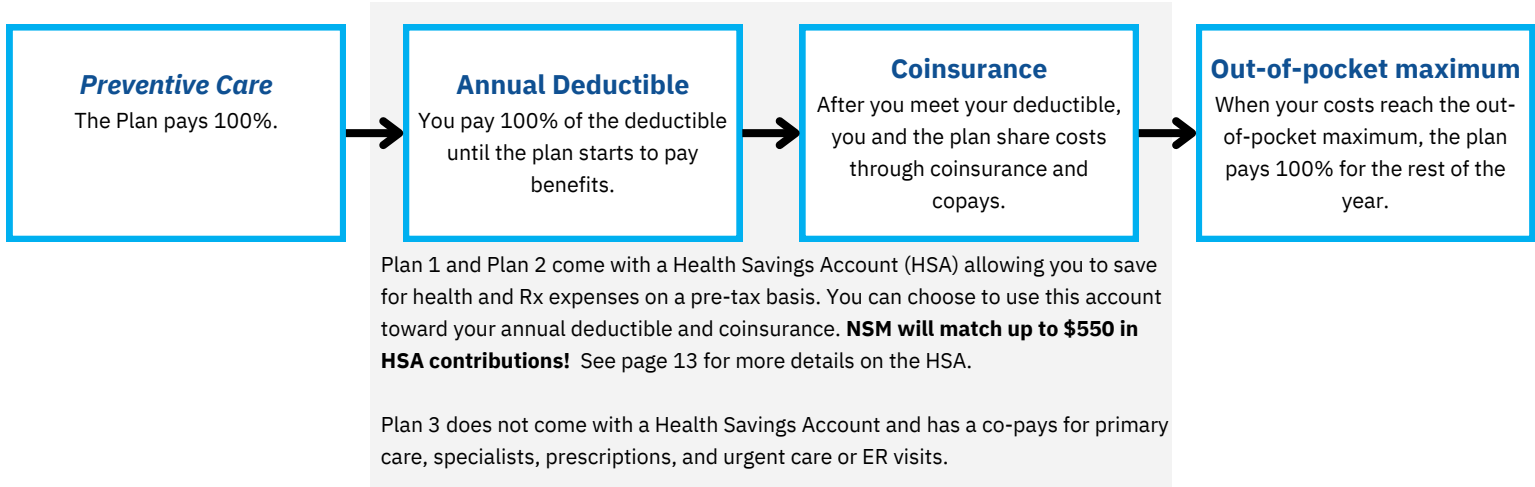 Preventive Care
The Plan pays 100%.
Annual Deductible
You pay 100% of the deductible
until the plan starts to pay
benefits.
Coinsurance
After you meet your deductible,
you and the plan share costs
through coinsurance and
copays.
Out-of-pocket maximum
When your costs reach the out-
of-pocket maximum, the plan
pays 100% for the rest of the
year.
Plan 1 and Plan 2 come with a Health Savings Account (HSA) allowing you to save
for health and Rx expenses on a pre-tax basis. You can choose to use this account
toward your annual deductible and coinsurance. NSM will match up to $550 in
HSA contributions! See page 13 for more details on the HSA.
Plan 3 does not come with a Health Savings Account and has a co-pays for primary
care, specialists, prescriptions, and urgent care or ER visits.